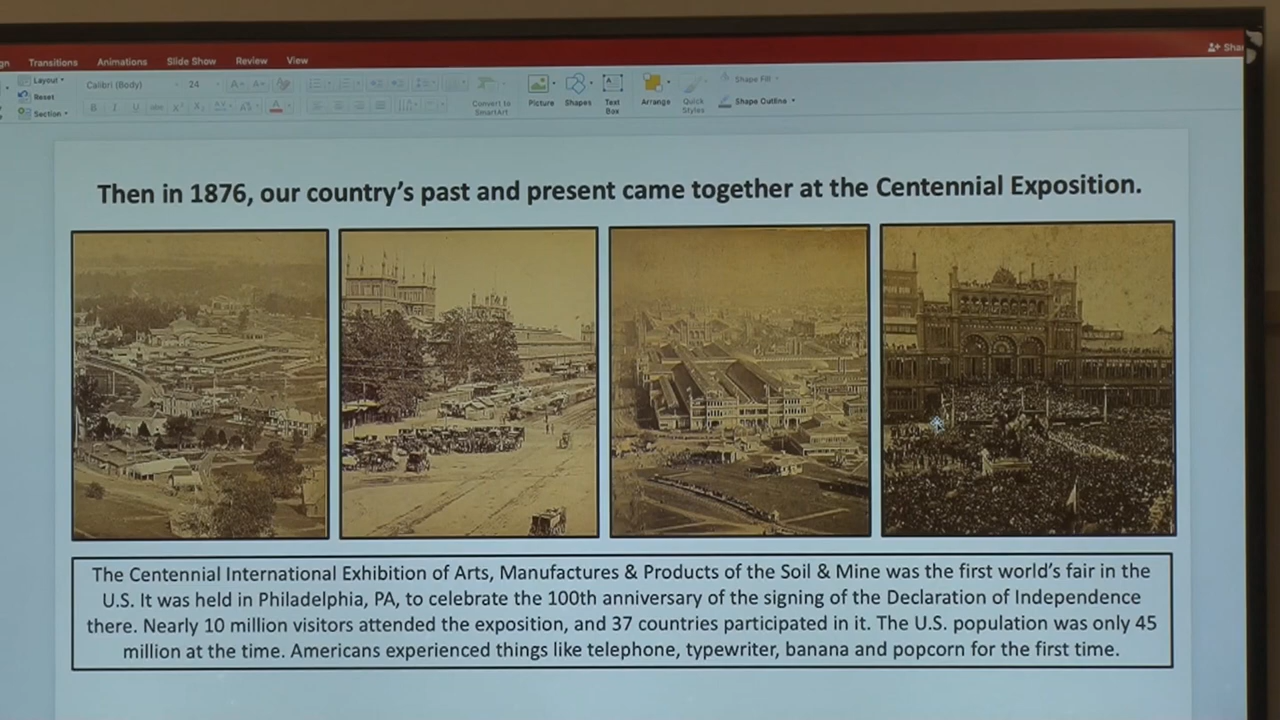 Transitions Animations Slide Show Review View
Layout Calibri (Body) 24
Reset
Section
Convert to SmartArt
Picture Shapes Text Box Arrange Quick Styles
Shape Fill
Shape Outline
Then in 1876, our country's past and present came together at the Centennial Exposition.
The Centennial International Exhibition of Arts, Manufactures & Products of the Soil & Mine was the first world's fair in the
U.S. It was held in Philadelphia, PA, to celebrate the 100th anniversary of the signing of the Declaration of Independence
there. Nearly 10 million visitors attended the exposition, and 37 countries participated in it. The U.S. population was only 45
million at the time. Americans experienced things like telephone, typewriter, banana and popcorn for the first time.